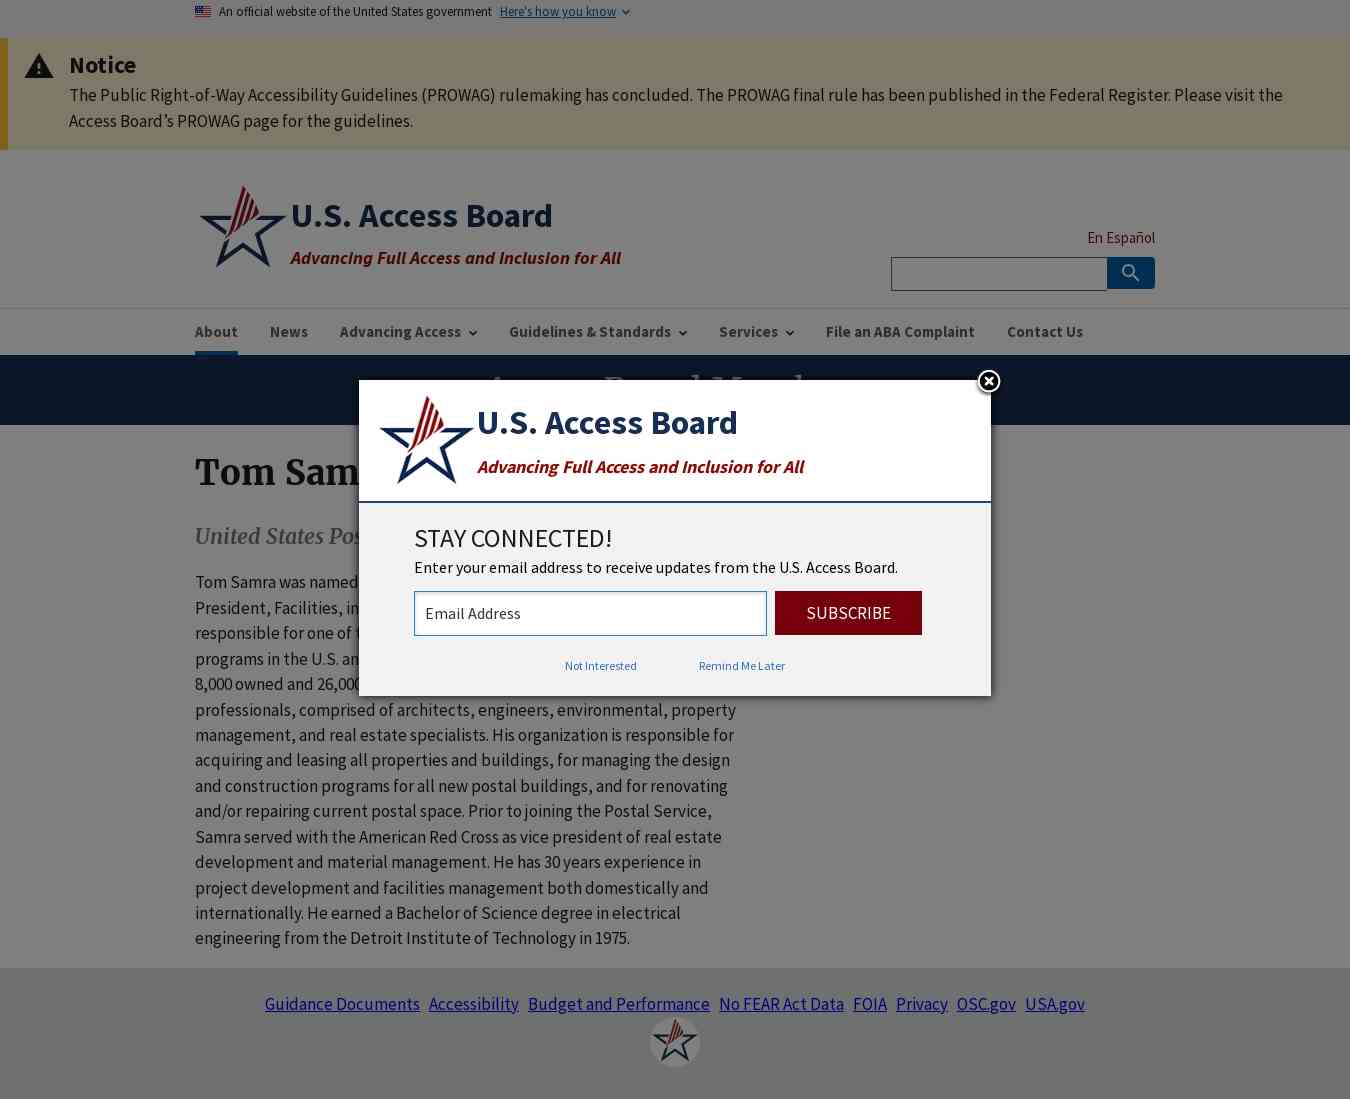 An official website of the United States government Here's how you know
Notice
The Public Right-of-Way Accessibility Guidelines (PROWAG) rulemaking has concluded. The PROWAG final rule has been published in the Federal Register. Please visit the
Access Board’s PROWAG page for the guidelines.
U.S. Access Board
Advancing Full Access and Inclusion for All
En Español
About News Advancing Access Guidelines & Standards Services File an ABA Complaint Contact Us
U.S. Access Board
Advancing Full Access and Inclusion for All
STAY CONNECTED!
Enter your email address to receive updates from the U.S. Access Board.
Email Address SUBSCRIBE
Not Interested Remind Me Later
Tom Sam
United States Pos
Tom Samra was named
President, Facilities, in
responsible for one of t
programs in the U.S. an
8,000 owned and 26,000
professionals, comprised of architects, engineers, environmental, property
management, and real estate specialists. His organization is responsible for
acquiring and leasing all properties and buildings, for managing the design
and construction programs for all new postal buildings, and for renovating
and/or repairing current postal space. Prior to joining the Postal Service,
Samra served with the American Red Cross as vice president of real estate
development and material management. He has 30 years experience in
project development and facilities management both domestically and
internationally. He earned a Bachelor of Science degree in electrical
engineering from the Detroit Institute of Technology in 1975.
Guidance Documents Accessibility Budget and Performance No FEAR Act Data FOIA Privacy OSC.gov USA.gov